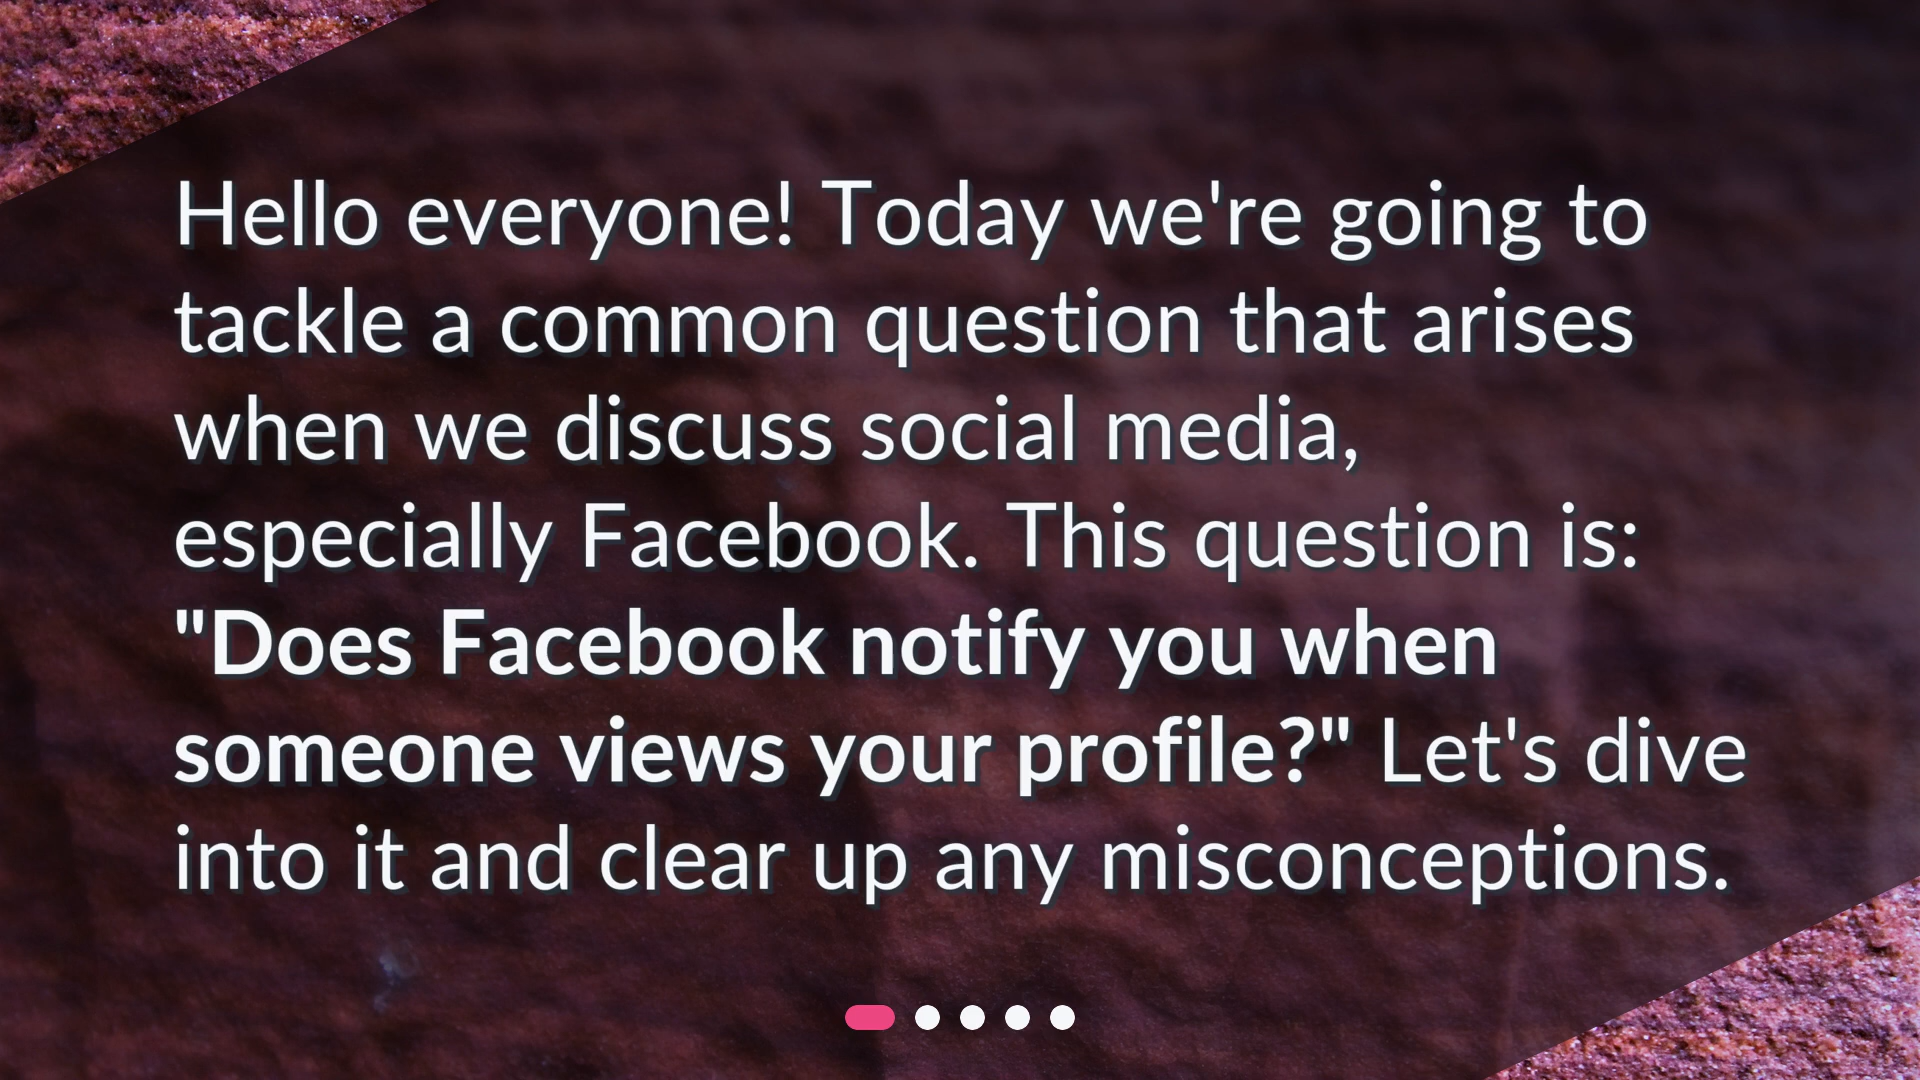 Hello everyone! Today we're going to
tackle a common question that arises
when we discuss social media,
especially Facebook. This question is:
"Does Facebook notify you when
someone views your profile?" Let's dive
into it and clear up any misconceptions.